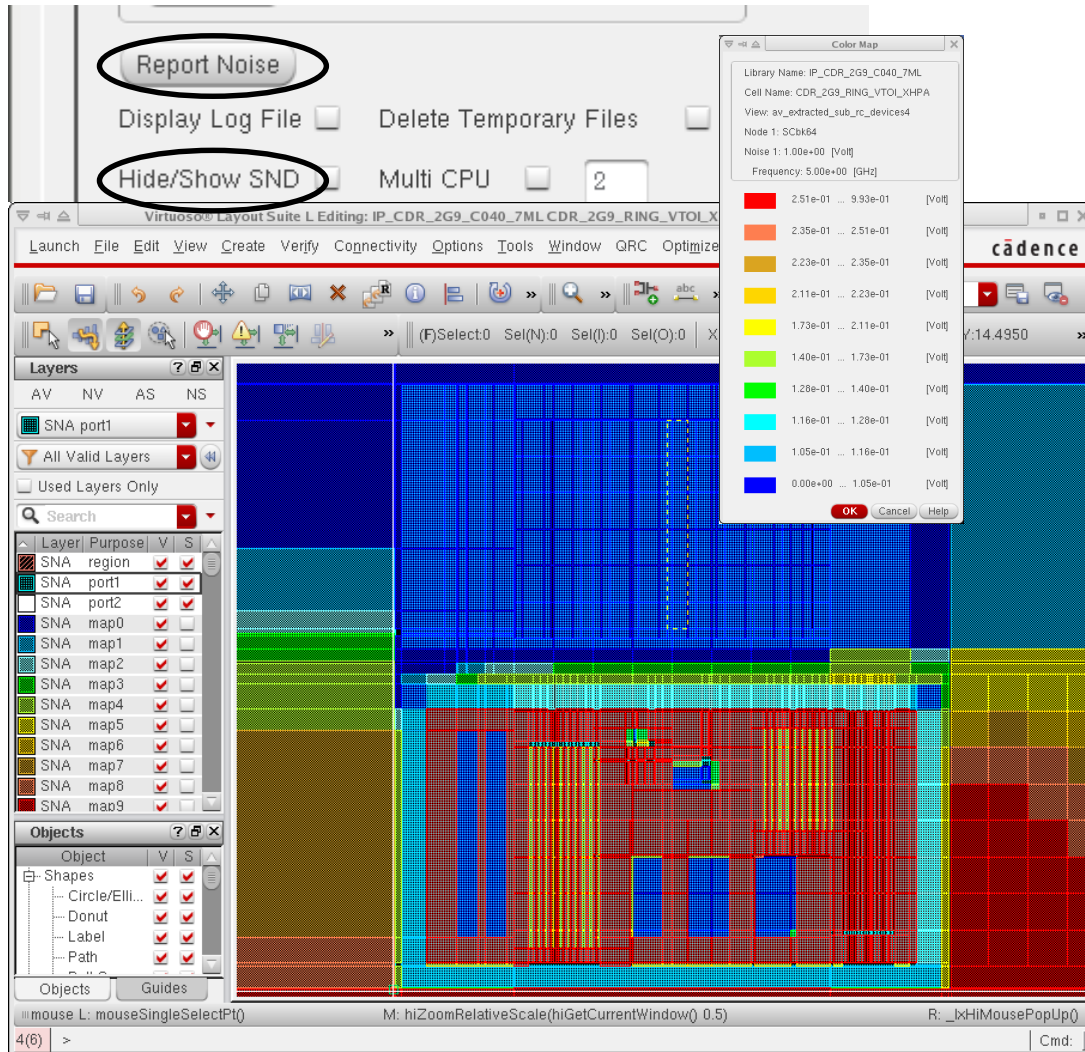 Report Noise
Display Log File Delete Temporary Files
Hide/Show SND Multi CPU 2
Color Map
Library Name: IP_CDR_2G9_C040_7ML
Cell Name: CDR_2G9_RING_VTOI_XHPA
View: av_extracted_sub_rc_devices4
Node 1: SCbk64
Noise 1: 1.00e+00 [Volt]
Frequency: 5.00e+00 [GHz]
2.51e-01 ... 9.93e-01 [Volt]
2.35e-01 ... 2.51e-01 [Volt]
2.23e-01 ... 2.35e-01 [Volt]
2.11e-01 ... 2.23e-01 [Volt]
1.73e-01 ... 2.11e-01 [Volt]
1.40e-01 ... 1.73e-01 [Volt]
1.28e-01 ... 1.40e-01 [Volt]
1.16e-01 ... 1.28e-01 [Volt]
1.05e-01 ... 1.16e-01 [Volt]
0.00e+00 ... 1.05e-01 [Volt]
OK Cancel Help
Virtuoso® Layout Suite L Editing: IP_CDR_2G9_C040_7ML CDR_2G9_RING_VTOI_X
Launch File Edit View Create Verify Connectivity Options Tools Window QRC Optimize
cādence
R abc
(F)Select:0 Sel(N):0 Sel(I):0 Sel(O):0 X Y:14.4950
Layers
AV NV AS NS
SNA port1
All Valid Layers
Used Layers Only
Search
Layer Purpose V S
SNA region
SNA port1
SNA port2
SNA map0
SNA map1
SNA map2
SNA map3
SNA map4
SNA map5
SNA map6
SNA map7
SNA map8
SNA map9
Objects
Object V S
Shapes
Circle/Elli...
Donut
Label
Path
Objects Guides
mouse L: mouseSingleSelectPt() M: hiZoomRelativeScale(hiGetCurrentWindow() 0.5) R: _lxHiMousePopUp()
4(6) > Cmd: